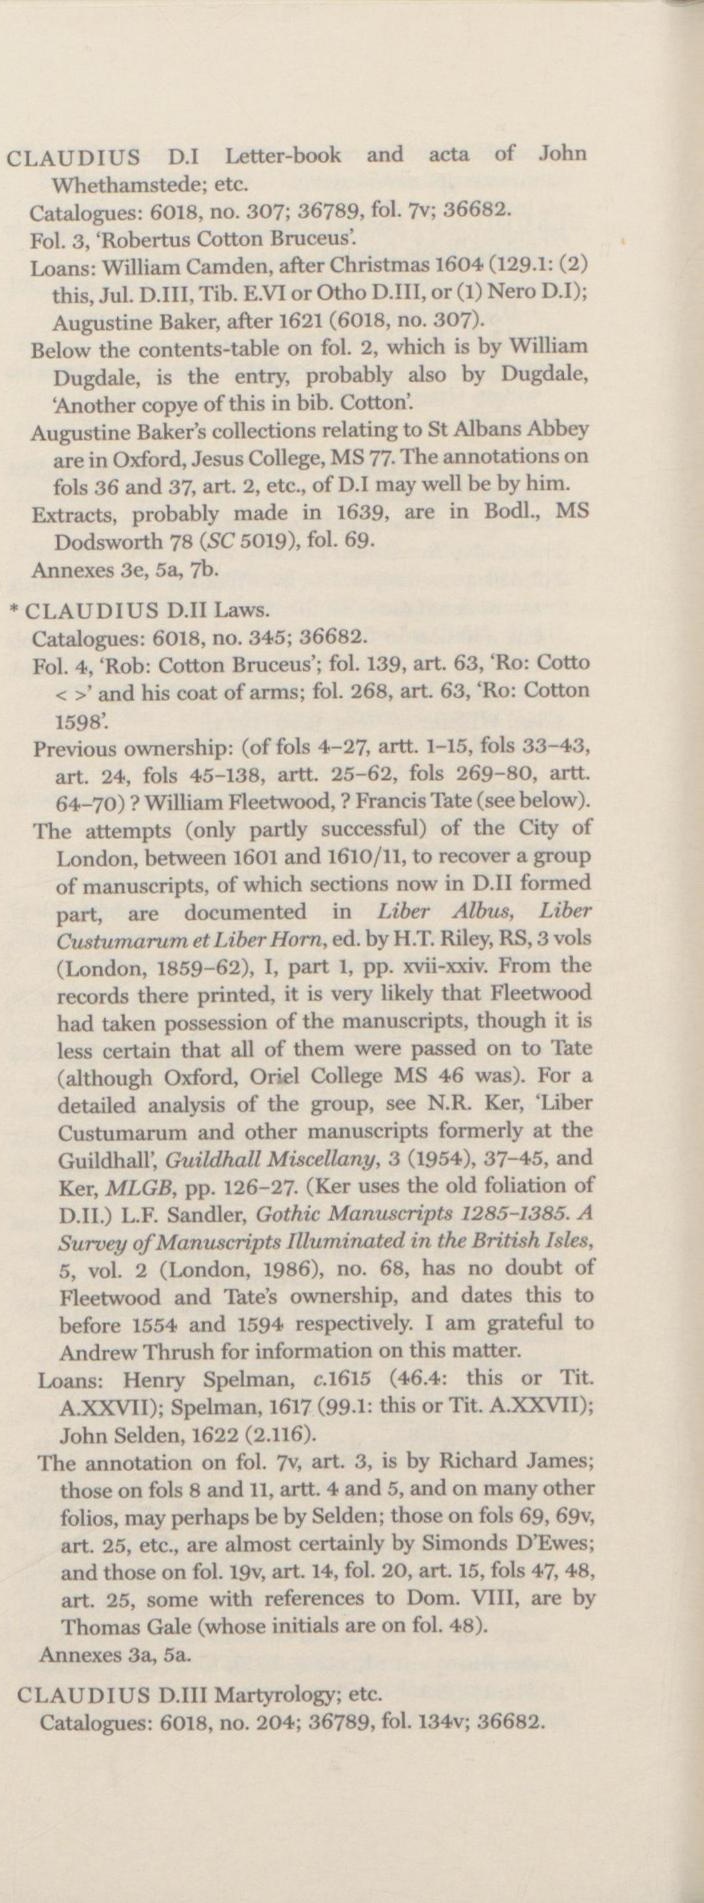 CLAUDIUS D.I Letter-book and acta of John
Whethamstede; etc.
Catalogues: 6018, no. 307; 36789, fol. 7v; 36682.
Fol. 3, ‘Robertus Cotton Bruceus’.
Loans: William Camden, after Christmas 1604 (129.1: (2)
this, Jul. D.III, Tib. E.VI or Otho D.III, or (1) Nero D.I);
Augustine Baker, after 1621 (6018, no. 307).
Below the contents-table on fol. 2, which is by William
Dugdale, is the entry, probably also by Dugdale,
‘Another copye of this in bib. Cotton’.
Augustine Baker’s collections relating to St Albans Abbey
are in Oxford, Jesus College, MS 77. The annotations on
fols 36 and 37, art. 2, etc., of D.I may well be by him.
Extracts, probably made in 1639, are in Bodl., MS
Dodsworth 78 (SC 5019), fol. 69.
Annexes 3e, 5a, 7b.
* CLAUDIUS D.II Laws.
Catalogues: 6018, no. 345; 36682.
Fol. 4, ‘Rob: Cotton Bruceus’; fol. 139, art. 63, ‘Ro: Cotto
< >’ and his coat of arms; fol. 268, art. 63, ‘Ro: Cotton
1598’.
Previous ownership: (of fols 4–27, artt. 1–15, fols 33–43,
art. 24, fols 45–138, artt. 25–62, fols 269–80, artt.
64–70) ? William Fleetwood, ? Francis Tate (see below).
The attempts (only partly successful) of the City of
London, between 1601 and 1610/11, to recover a group
of manuscripts, of which sections now in D.II formed
part, are documented in Liber Albus, Liber
Custumarum et Liber Horn, ed. by H.T. Riley, RS, 3 vols
(London, 1859–62), I, part 1, pp. xvii-xxiv. From the
records there printed, it is very likely that Fleetwood
had taken possession of the manuscripts, though it is
less certain that all of them were passed on to Tate
(although Oxford, Oriel College MS 46 was). For a
detailed analysis of the group, see N.R. Ker, ‘Liber
Custumarum and other manuscripts formerly at the
Guildhall’, Guildhall Miscellany, 3 (1954), 37–45, and
Ker, MLGB, pp. 126–27. (Ker uses the old foliation of
D.II.) L.F. Sandler, Gothic Manuscripts 1285–1385. A
Survey of Manuscripts Illuminated in the British Isles,
5, vol. 2 (London, 1986), no. 68, has no doubt of
Fleetwood and Tate’s ownership, and dates this to
before 1554 and 1594 respectively. I am grateful to
Andrew Thrush for information on this matter.
Loans: Henry Spelman, c.1615 (46.4: this or Tit.
A.XXVII); Spelman, 1617 (99.1: this or Tit. A.XXVII);
John Selden, 1622 (2.116).
The annotation on fol. 7v, art. 3, is by Richard James;
those on fols 8 and 11, artt. 4 and 5, and on many other
folios, may perhaps be by Selden; those on fols 69, 69v,
art. 25, etc., are almost certainly by Simonds D’Ewes;
and those on fol. 19v, art. 14, fol. 20, art. 15, fols 47, 48,
art. 25, some with references to Dom. VIII, are by
Thomas Gale (whose initials are on fol. 48).
Annexes 3a, 5a.
CLAUDIUS D.III Martyrology; etc.
Catalogues: 6018, no. 204; 36789, fol. 134v; 36682.